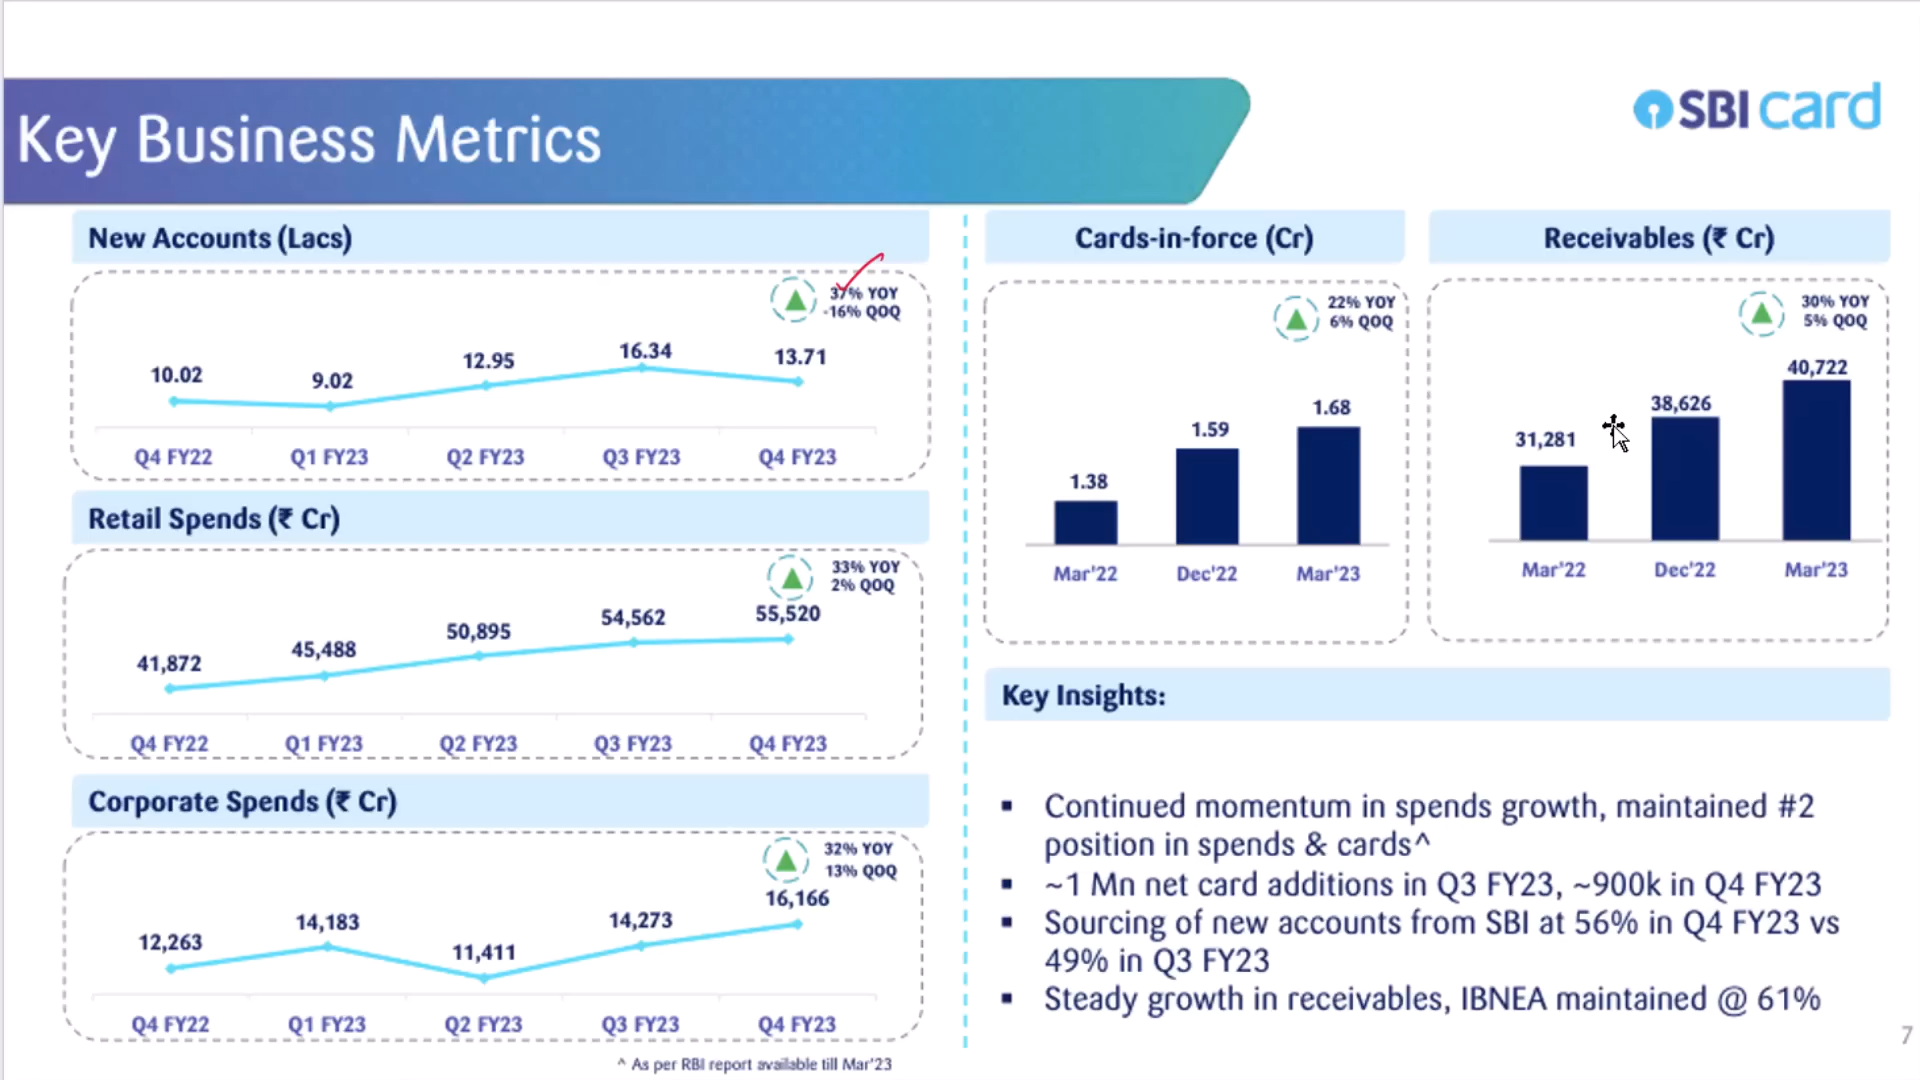 Key Business Metrics
SBI card
New Accounts (Lacs)
37% YOY
-16% QOQ
10.02 9.02 12.95 16.34 13.71
Q4 FY22 Q1 FY23 Q2 FY23 Q3 FY23 Q4 FY23
Retail Spends (₹ Cr)
33% YOY
2% QOQ
41,872 45,488 50,895 54,562 55,520
Q4 FY22 Q1 FY23 Q2 FY23 Q3 FY23 Q4 FY23
Corporate Spends (₹ Cr)
32% YOY
13% QOQ
12,263 14,183 11,411 14,273 16,166
Q4 FY22 Q1 FY23 Q2 FY23 Q3 FY23 Q4 FY23
^ As per RBI report available till Mar'23
Cards-in-force (Cr)
22% YOY
6% QOQ
1.38 1.59 1.68
Mar'22 Dec'22 Mar'23
Receivables (₹ Cr)
30% YOY
5% QOQ
31,281 38,626 40,722
Mar'22 Dec'22 Mar'23
Key Insights:
▪ Continued momentum in spends growth, maintained #2
position in spends & cards^
▪ ~1 Mn net card additions in Q3 FY23, ~900k in Q4 FY23
▪ Sourcing of new accounts from SBI at 56% in Q4 FY23 vs
49% in Q3 FY23
▪ Steady growth in receivables, IBNEA maintained @ 61%
7